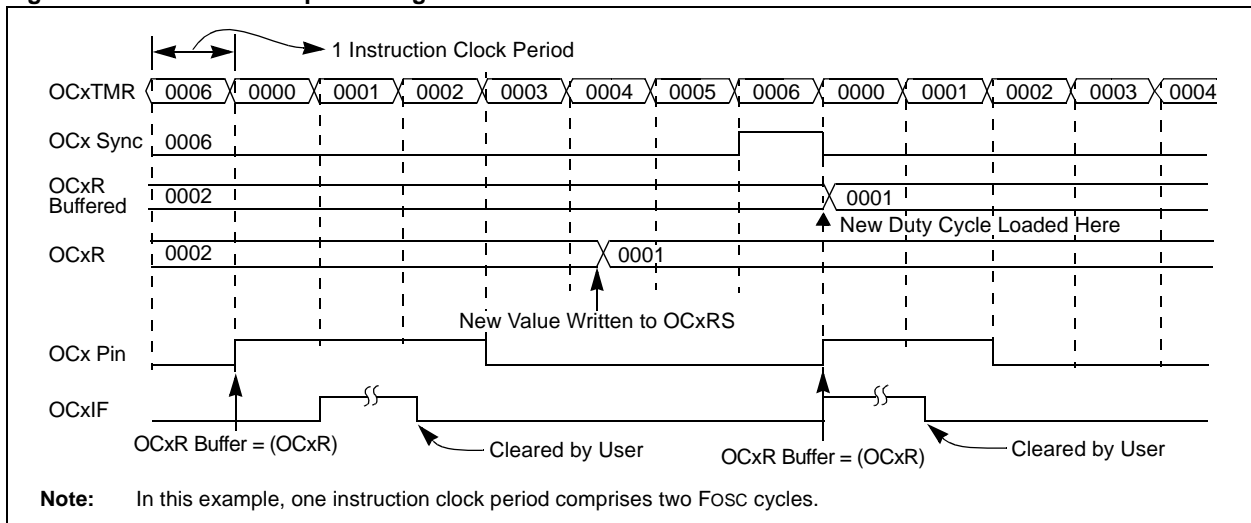 1 Instruction Clock Period
OCxTMR 0006 0000 0001 0002 0003 0004 0005 0006 0000 0001 0002 0003 0004
OCx Sync 0006
OCxR
Buffered 0002 0001
New Duty Cycle Loaded Here
OCxR 0002 0001
New Value Written to OCxRS
OCx Pin
OCxIF
OCxR Buffer = (OCxR) Cleared by User OCxR Buffer = (OCxR) Cleared by User
Note: In this example, one instruction clock period comprises two FOSC cycles.